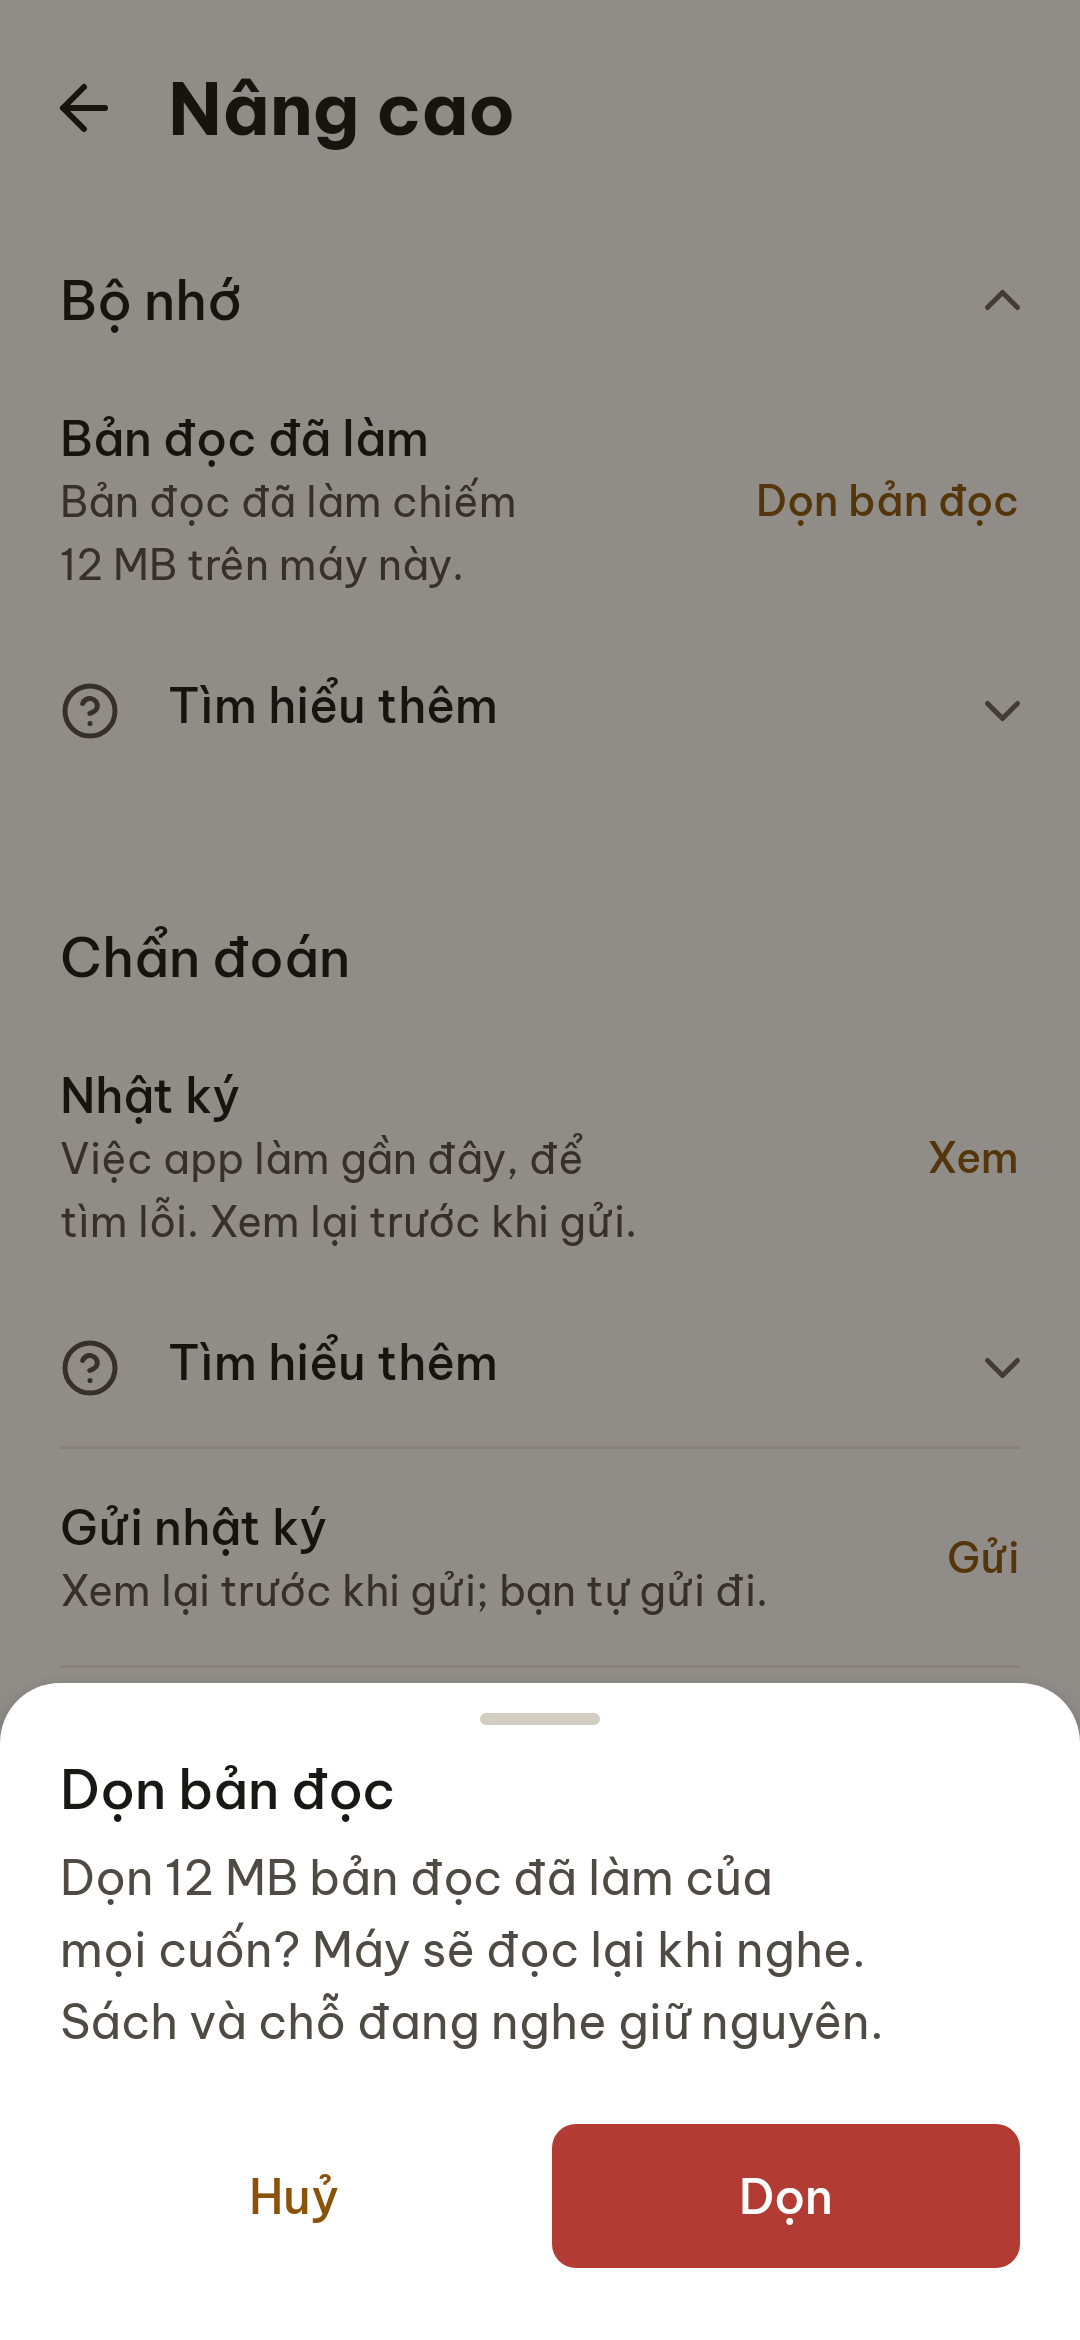 Nâng cao
Bộ nhớ
Bản đọc đã làm
Bản đọc đã làm chiếm
12 MB trên máy này.
Dọn bản đọc
Tìm hiểu thêm
Chẩn đoán
Nhật ký
Việc app làm gần đây, để
tìm lỗi. Xem lại trước khi gửi.
Xem
Tìm hiểu thêm
Gửi nhật ký
Xem lại trước khi gửi; bạn tự gửi đi.
Gửi
Dọn bản đọc
Dọn 12 MB bản đọc đã làm của
mọi cuốn? Máy sẽ đọc lại khi nghe.
Sách và chỗ đang nghe giữ nguyên.
Huỷ
Dọn